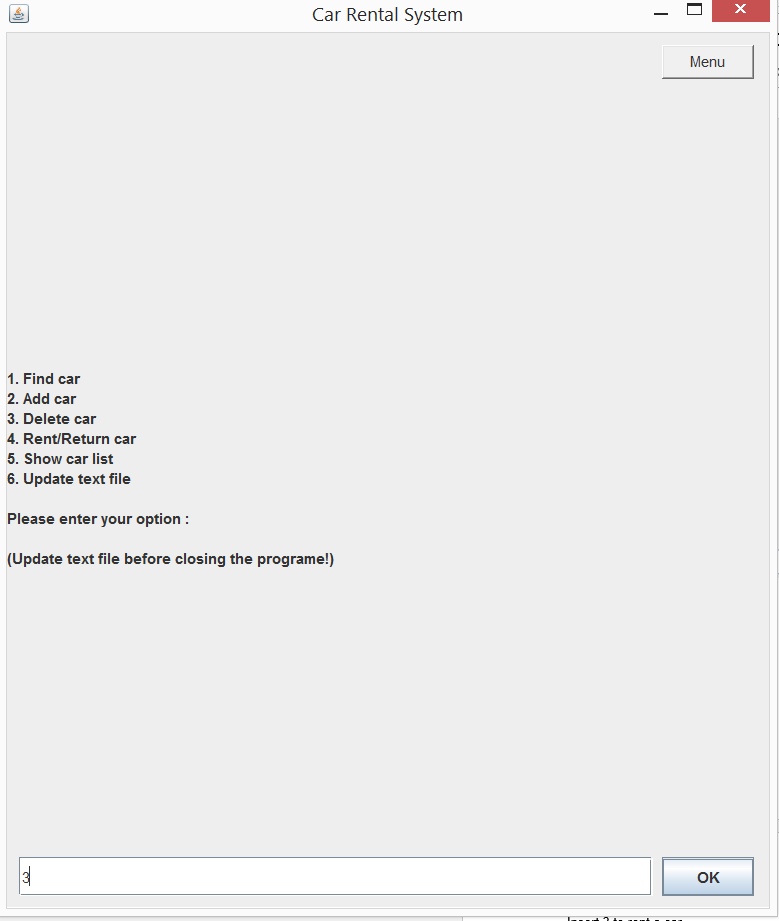 Car Rental System
Menu
1. Find car
2. Add car
3. Delete car
4. Rent/Return car
5. Show car list
6. Update text file
Please enter your option :
(Update text file before closing the programe!)
3
OK